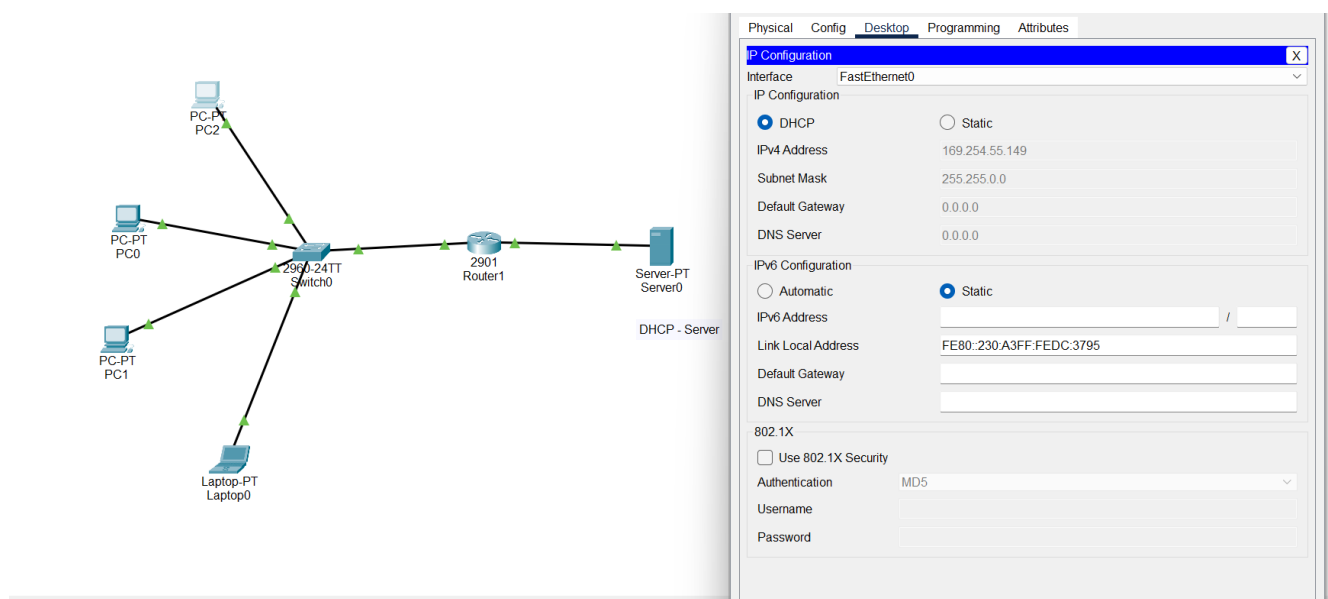 PC-PT
PC2
PC-PT
PC0
2960-24TT
Switch0
2901
Router1
Server-PT
Server0
DHCP - Server
PC-PT
PC1
Laptop-PT
Laptop0
Physical Config Desktop Programming Attributes
IP Configuration X
Interface FastEthernet0
IP Configuration
DHCP Static
IPv4 Address 169.254.55.149
Subnet Mask 255.255.0.0
Default Gateway 0.0.0.0
DNS Server 0.0.0.0
IPv6 Configuration
Automatic Static
IPv6 Address /
Link Local Address FE80::230:A3FF:FEDC:3795
Default Gateway
DNS Server
802.1X
Use 802.1X Security
Authentication MD5
Username
Password